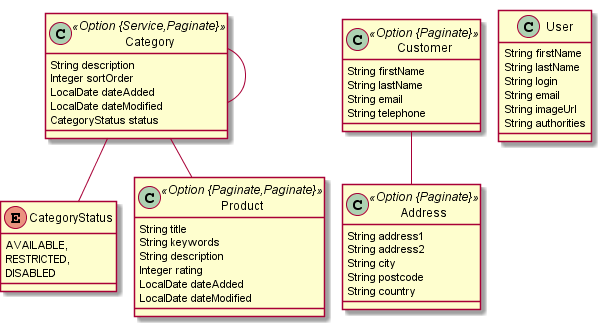 C «Option {Service,Paginate}»
Category
String description
Integer sortOrder
LocalDate dateAdded
LocalDate dateModified
CategoryStatus status
C «Option {Paginate}»
Customer
String firstName
String lastName
String email
String telephone
C User
String firstName
String lastName
String login
String email
String imageUrl
String authorities
E CategoryStatus
AVAILABLE,
RESTRICTED,
DISABLED
C «Option {Paginate,Paginate}»
Product
String title
String keywords
String description
Integer rating
LocalDate dateAdded
LocalDate dateModified
C «Option {Paginate}»
Address
String address1
String address2
String city
String postcode
String country